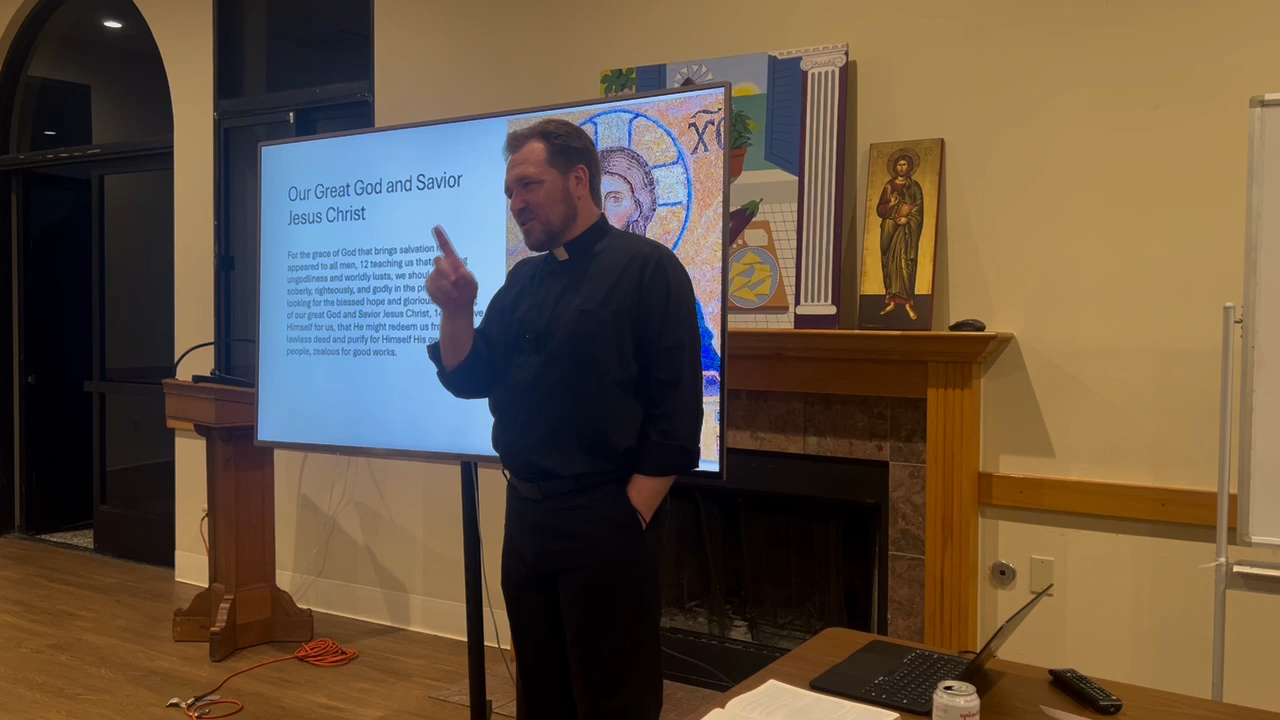 Our Great God and Savior
Jesus Christ
For the grace of God that brings salvation
appeared to all men, 12 teaching us that
ungodliness and worldly lusts, we
soberly, righteously, and godly in the
looking for the blessed hope and
of our great God and Savior Jesus Christ,
Himself for us, that He might redeem us
lawless deed and purify for Himself His
people, zealous for good works.